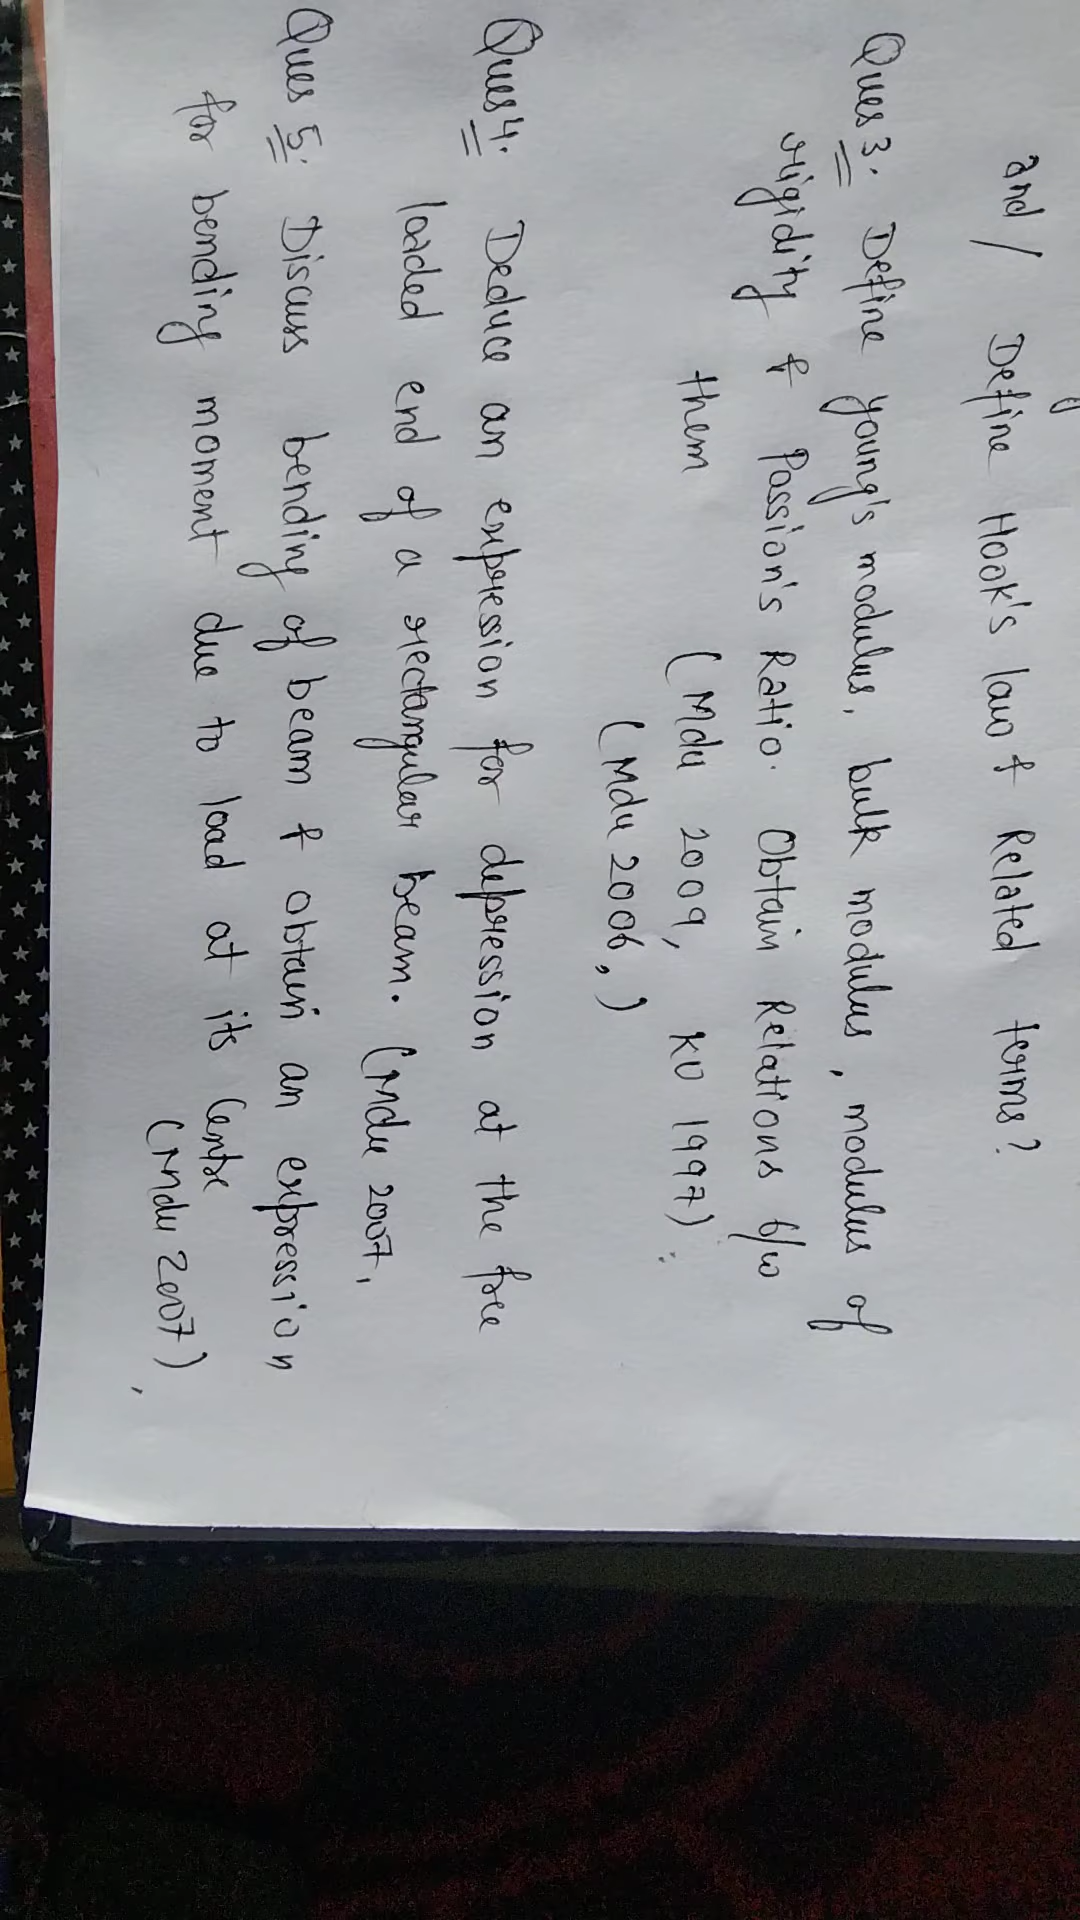 and/ Define Hook's law & Related terms?
Ques 3. Define young's modulus, bulk modulus, modulus of
rigidity & Passion's Ratio. Obtain Relations b/w
them (Mdu 2009, KU 1997).
(Mdu 2006,)
Ques 4. Deduce an expression for depression at the free
loaded end of a rectangular beam. (Mdu 2007,
Ques 5. Discuss bending of beam & obtain an expression
for bending moment due to load at its Centre
(Mdu 2007),